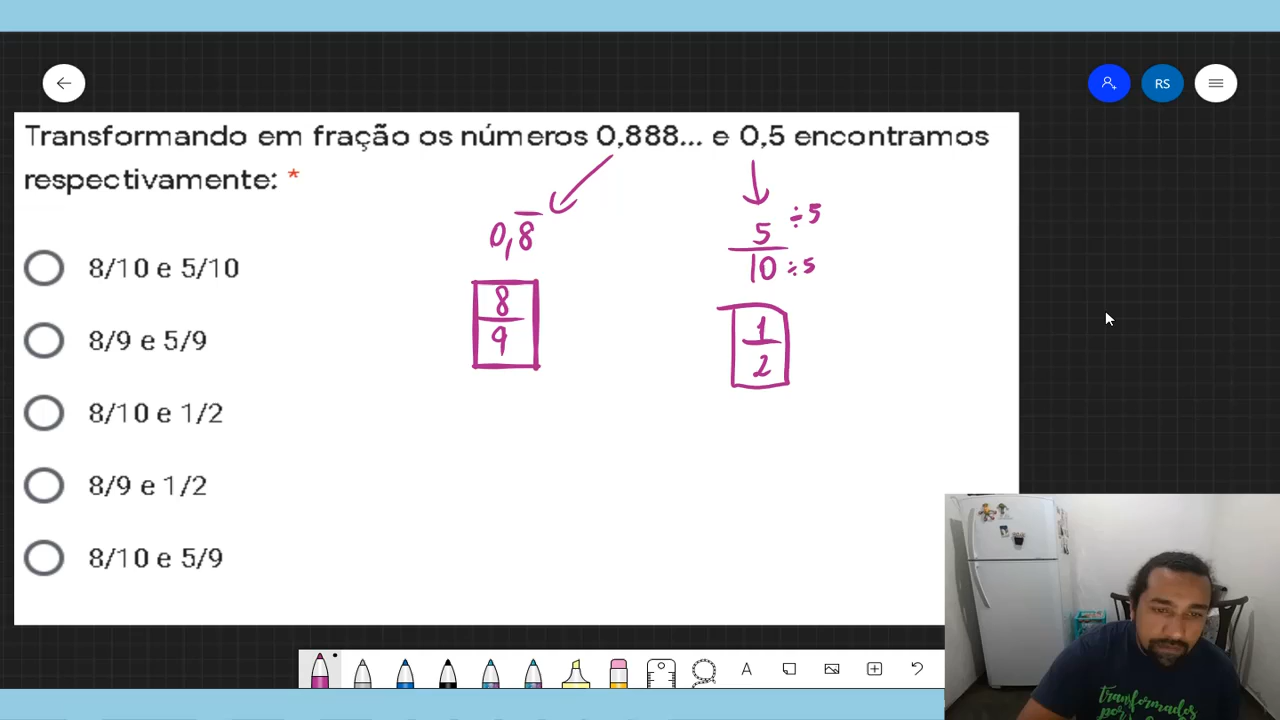 RS
Transformando em fração os números 0,888... e 0,5 encontramos
respectivamente: *
0,8̅
8
9
5 ÷5
10 ÷5
1
2
8/10 e 5/10
8/9 e 5/9
8/10 e 1/2
8/9 e 1/2
8/10 e 5/9
A
transformados
por